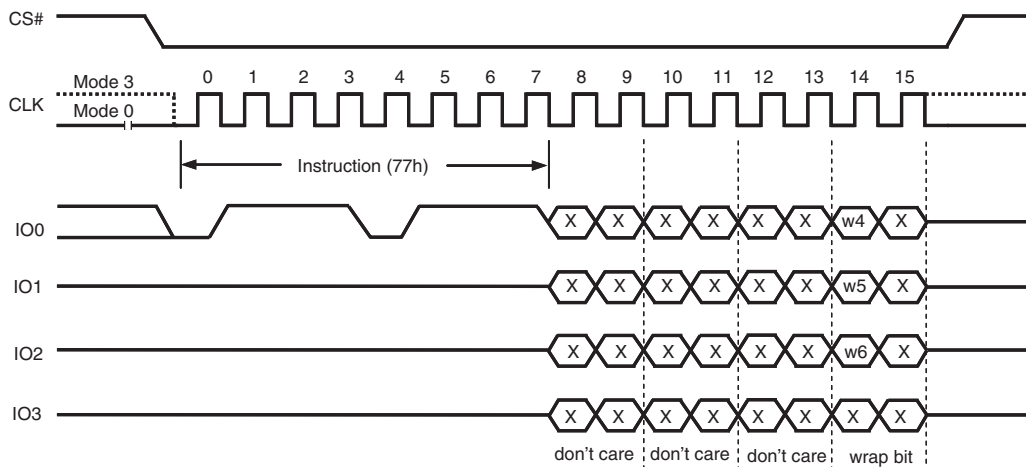 CS#
0 1 2 3 4 5 6 7 8 9 10 11 12 13 14 15
Mode 3
CLK
Mode 0
Instruction (77h)
IO0 X X X X X X w4 X
IO1 X X X X X X w5 X
IO2 X X X X X X w6 X
IO3 X X X X X X X X
don't care don't care don't care wrap bit